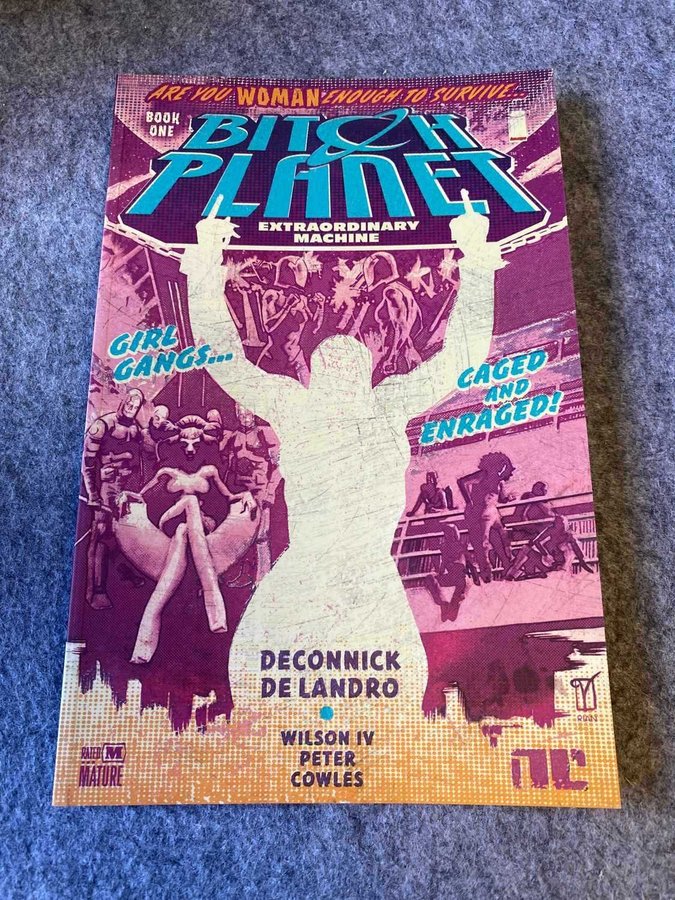 ARE YOU WOMAN ENOUGH TO SURVIVE...
BOOK
ONE
BITCH
PLANET
EXTRAORDINARY
MACHINE
GIRL
GANGS...
CAGED
AND
ENRAGED!
DECONNICK
DE LANDRO
WILSON IV
PETER
COWLES
RATED M
MATURE
NC